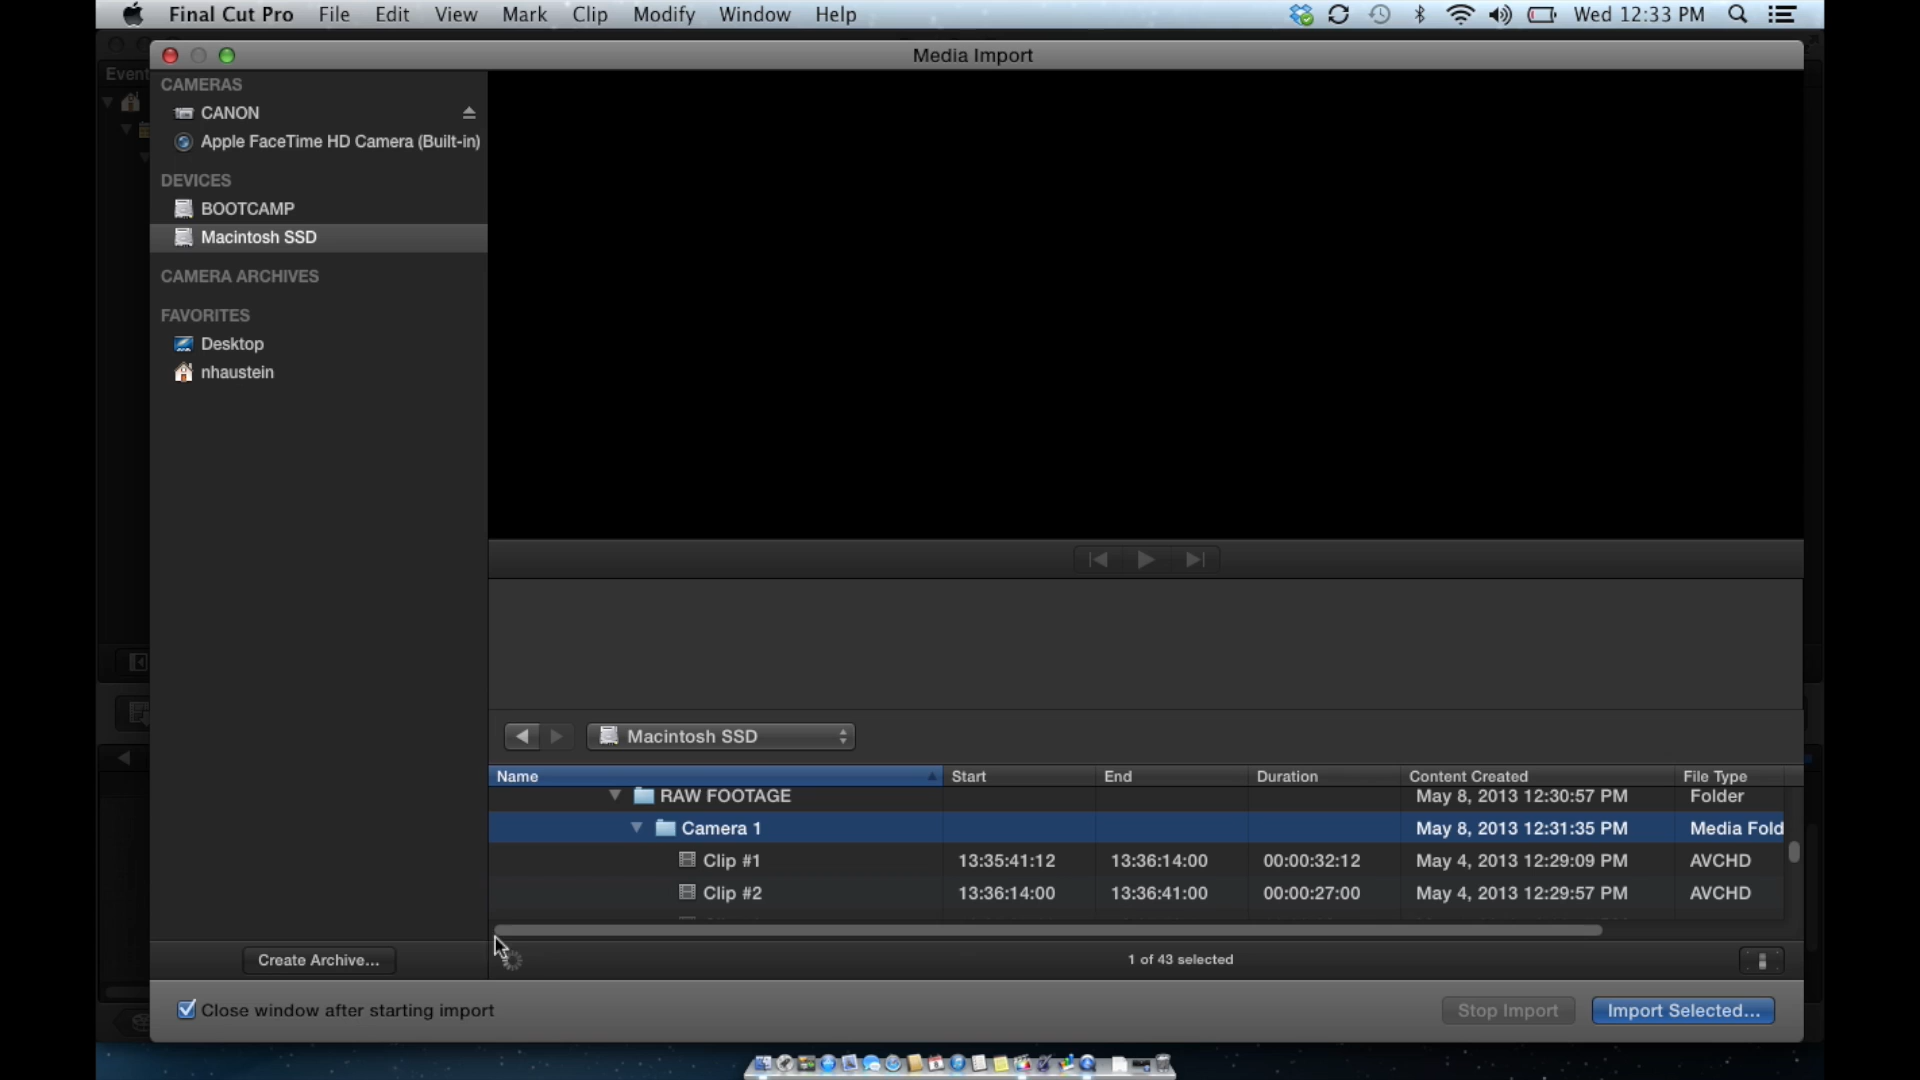 Final Cut Pro File Edit View Mark Clip Modify Window Help Wed 12:33 PM
Media Import
Event
CAMERAS
CANON
Apple FaceTime HD Camera (Built-in)
DEVICES
BOOTCAMP
Macintosh SSD
CAMERA ARCHIVES
FAVORITES
Desktop
nhaustein
Macintosh SSD
Name Start End Duration Content Created File Type
RAW FOOTAGE May 8, 2013 12:30:57 PM Folder
Camera 1 May 8, 2013 12:31:35 PM Media Fold
Clip #1 13:35:41:12 13:36:14:00 00:00:32:12 May 4, 2013 12:29:09 PM AVCHD
Clip #2 13:36:14:00 13:36:41:00 00:00:27:00 May 4, 2013 12:29:57 PM AVCHD
Create Archive... 1 of 43 selected
Close window after starting import Stop Import Import Selected...